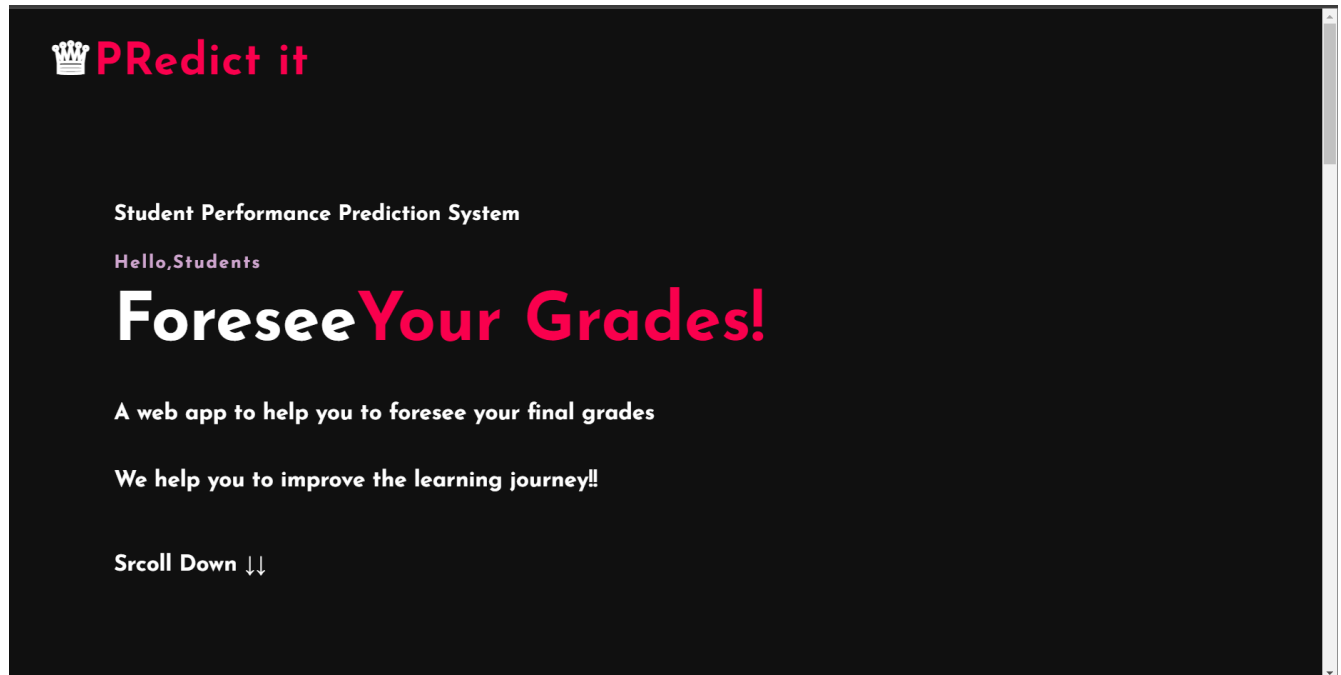 ♛PRedict it
Student Performance Prediction System
Hello,Students
ForeseeYour Grades!
A web app to help you to foresee your final grades
We help you to improve the learning journey!!
Srcoll Down ↓↓